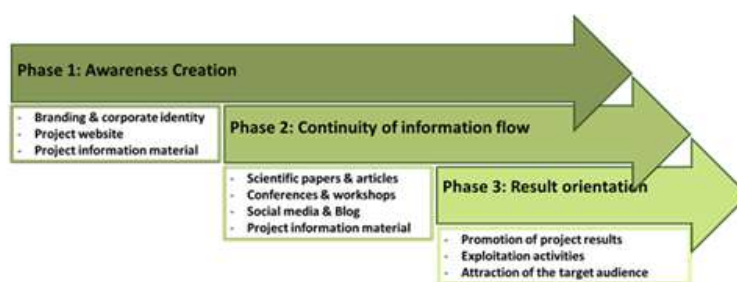 Phase 1: Awareness Creation
- Branding & corporate identity
- Project website
- Project information material
Phase 2: Continuity of information flow
- Scientific papers & articles
- Conferences & workshops
- Social media & Blog
- Project information material
Phase 3: Result orientation
- Promotion of project results
- Exploitation activities
- Attraction of the target audience